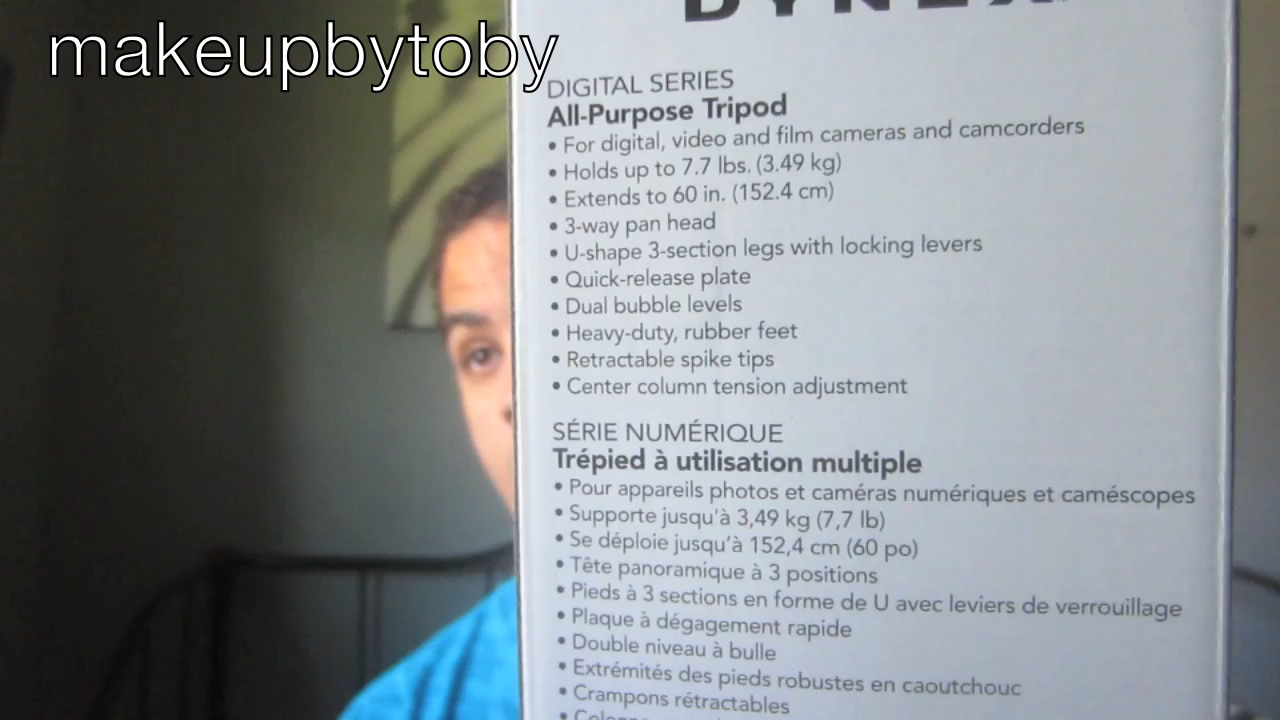 makeupbytoby
DYNEX
DIGITAL SERIES
All-Purpose Tripod
• For digital, video and film cameras and camcorders
• Holds up to 7.7 lbs. (3.49 kg)
• Extends to 60 in. (152.4 cm)
• 3-way pan head
• U-shape 3-section legs with locking levers
• Quick-release plate
• Dual bubble levels
• Heavy-duty, rubber feet
• Retractable spike tips
• Center column tension adjustment
SÉRIE NUMÉRIQUE
Trépied à utilisation multiple
• Pour appareils photos et caméras numériques et caméscopes
• Supporte jusqu'à 3,49 kg (7,7 lb)
• Se déploie jusqu'à 152,4 cm (60 po)
• Tête panoramique à 3 positions
• Pieds à 3 sections en forme de U avec leviers de verrouillage
• Plaque à dégagement rapide
• Double niveau à bulle
• Extrémités des pieds robustes en caoutchouc
• Crampons rétractables